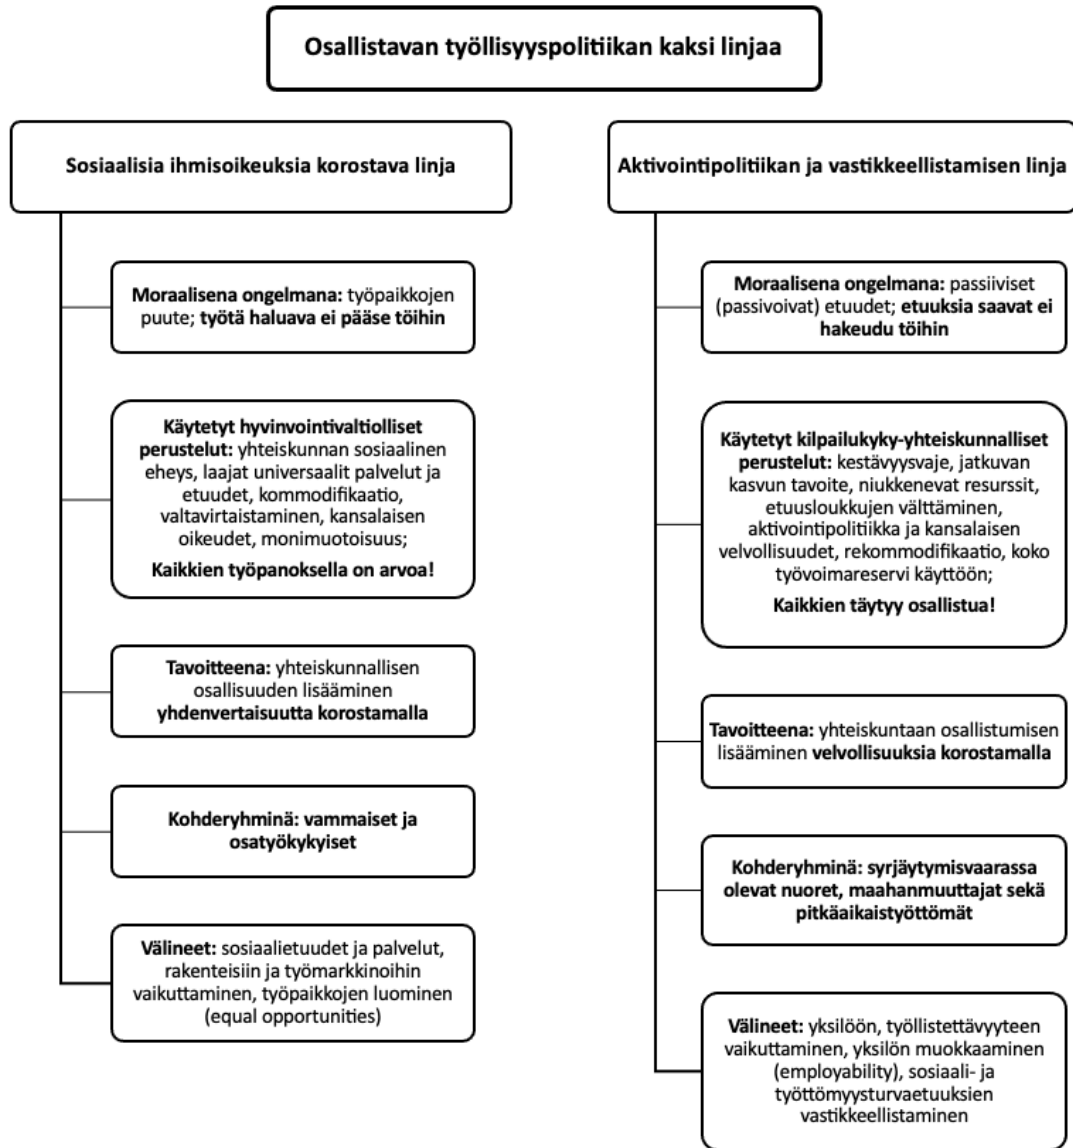 Osallistavan työllisyyspolitiikan kaksi linjaa
Sosiaalisia ihmisoikeuksia korostava linja
Moraalisena ongelmana: työpaikkojen
puute; työtä haluava ei pääse töihin
Käytetyt hyvinvointivaltiolliset
perustelut: yhteiskunnan sosiaalinen
eheys, laajat universaalit palvelut ja
etuudet, kommodifikaatio,
valtavirtaistaminen, kansalaisen
oikeudet, monimuotoisuus;
Kaikkien työpanoksella on arvoa!
Tavoitteena: yhteiskunnallisen
osallisuuden lisääminen
yhdenvertaisuutta korostamalla
Kohderyhminä: vammaiset ja
osatyökykyiset
Välineet: sosiaalietuudet ja palvelut,
rakenteisiin ja työmarkkinoihin
vaikuttaminen, työpaikkojen luominen
(equal opportunities)
Aktivointipolitiikan ja vastikkeellistamisen linja
Moraalisena ongelmana: passiiviset
(passivoivat) etuudet; etuuksia saavat ei
hakeudu töihin
Käytetyt kilpailukyky-yhteiskunnalliset
perustelut: kestävyysvaje, jatkuvan
kasvun tavoite, niukkenevat resurssit,
etuusloukkujen välttäminen,
aktivointipolitiikka ja kansalaisen
velvollisuudet, rekommodifikaatio, koko
työvoimareservi käyttöön;
Kaikkien täytyy osallistua!
Tavoitteena: yhteiskuntaan osallistumisen
lisääminen velvollisuuksia korostamalla
Kohderyhminä: syrjäytymisvaarassa
olevat nuoret, maahanmuuttajat sekä
pitkäaikaistyöttömät
Välineet: yksilöön, työllistettävyyteen
vaikuttaminen, yksilön muokkaaminen
(employability), sosiaali- ja
työttömyysturvaetuuksien
vastikkeellistaminen